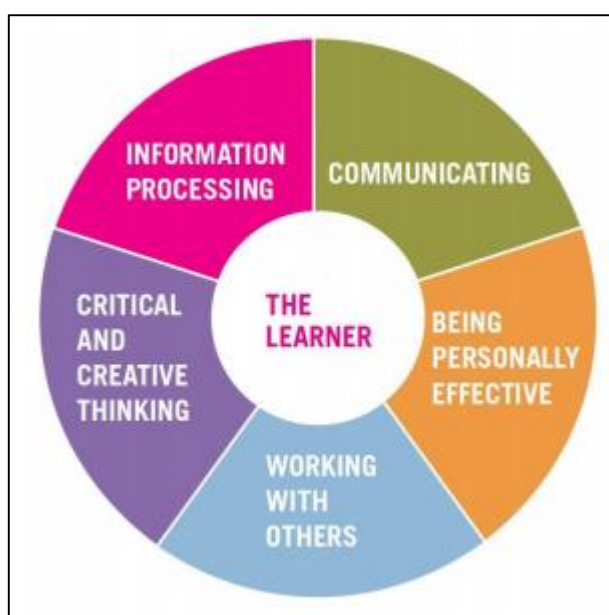 INFORMATION
PROCESSING
COMMUNICATING
CRITICAL
AND
CREATIVE
THINKING
THE
LEARNER
BEING
PERSONALLY
EFFECTIVE
WORKING
WITH
OTHERS